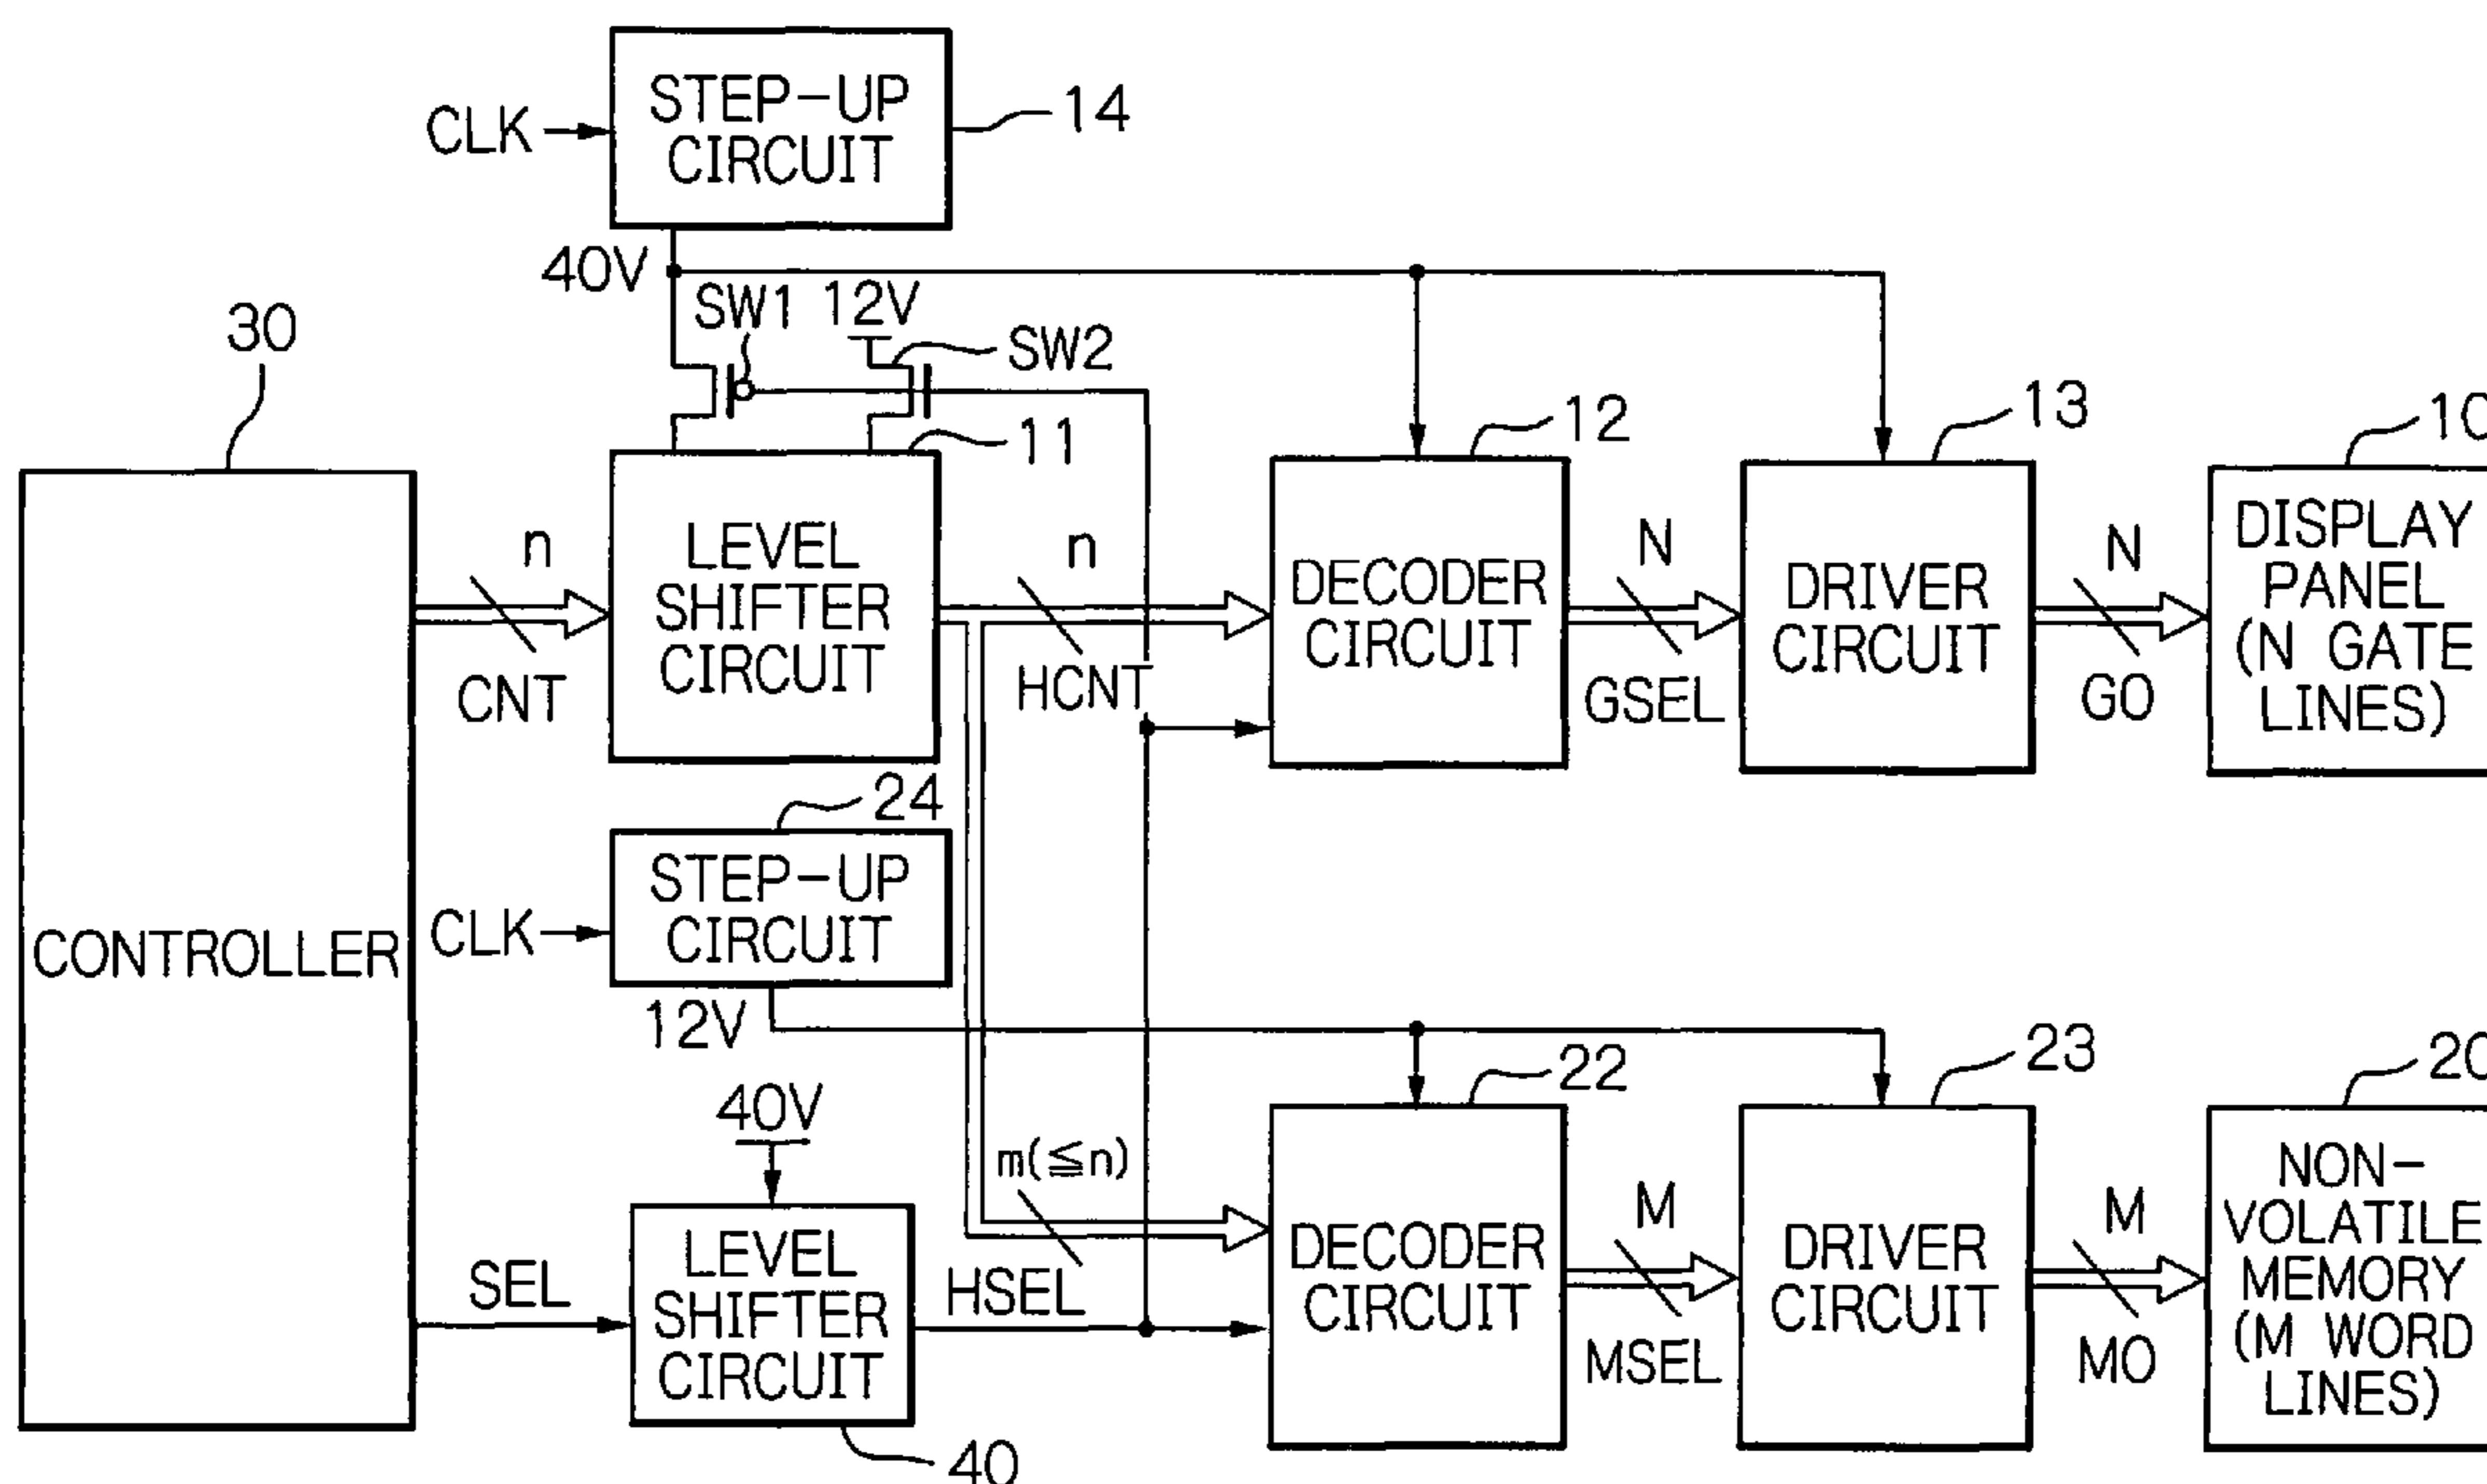 STEP-UP
CIRCUIT
14
CLK
40V
SW1
12V
SW2
30
11
12
13
10
CONTROLLER
n
CNT
LEVEL
SHIFTER
CIRCUIT
n
HCNT
DECODER
CIRCUIT
N
GSEL
DRIVER
CIRCUIT
N
GO
DISPLAY
PANEL
(N GATE
LINES)
24
STEP-UP
CIRCUIT
CLK
12V
22
23
20
40V
m(≦n)
SEL
LEVEL
SHIFTER
CIRCUIT
HSEL
40
DECODER
CIRCUIT
M
MSEL
DRIVER
CIRCUIT
M
MO
NON-
VOLATILE
MEMORY
(M WORD
LINES)